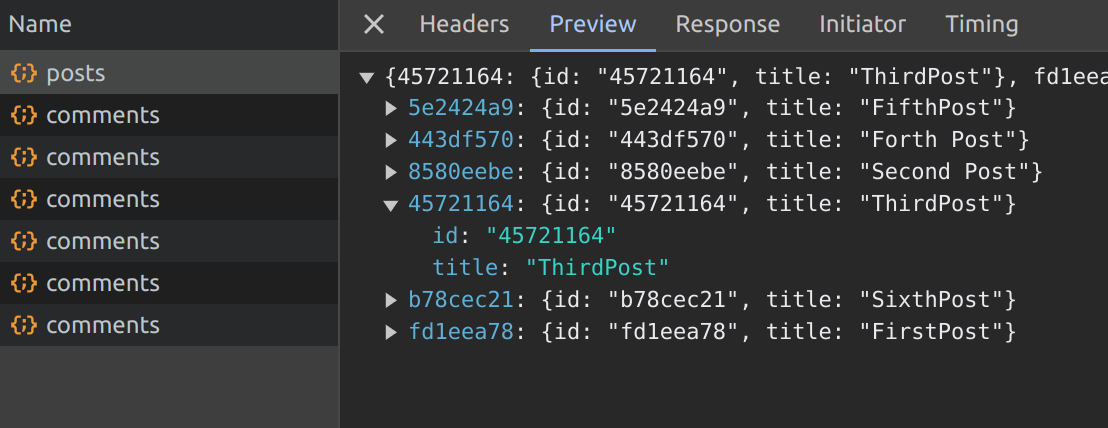 Name
Headers Preview Response Initiator Timing
posts
comments
comments
comments
comments
comments
comments
{45721164: {id: "45721164", title: "ThirdPost"}, fd1eea
5e2424a9: {id: "5e2424a9", title: "FifthPost"}
443df570: {id: "443df570", title: "Forth Post"}
8580eebe: {id: "8580eebe", title: "Second Post"}
45721164: {id: "45721164", title: "ThirdPost"}
id: "45721164"
title: "ThirdPost"
b78cec21: {id: "b78cec21", title: "SixthPost"}
fd1eea78: {id: "fd1eea78", title: "FirstPost"}